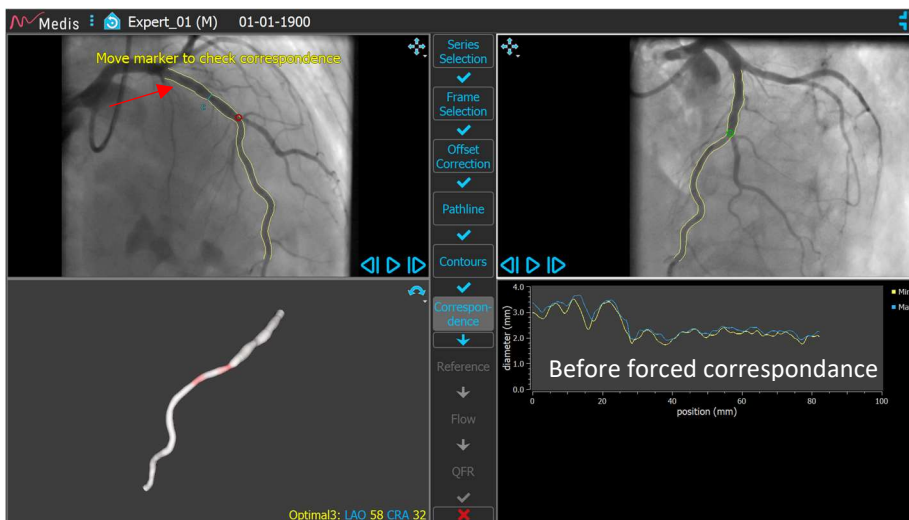 Medis Expert_01 (M) 01-01-1900
Move marker to check correspondence
Series
Selection
Frame
Selection
Offset
Correction
Pathline
Contours
Correspon-
dence
Reference
Flow
QFR
Optimal3: LAO 58 CRA 32
Min
Ma
diameter (mm)
4.0
3.0
2.0
1.0
0.0
Before forced correspondance
0 20 40 60 80 100
position (mm)